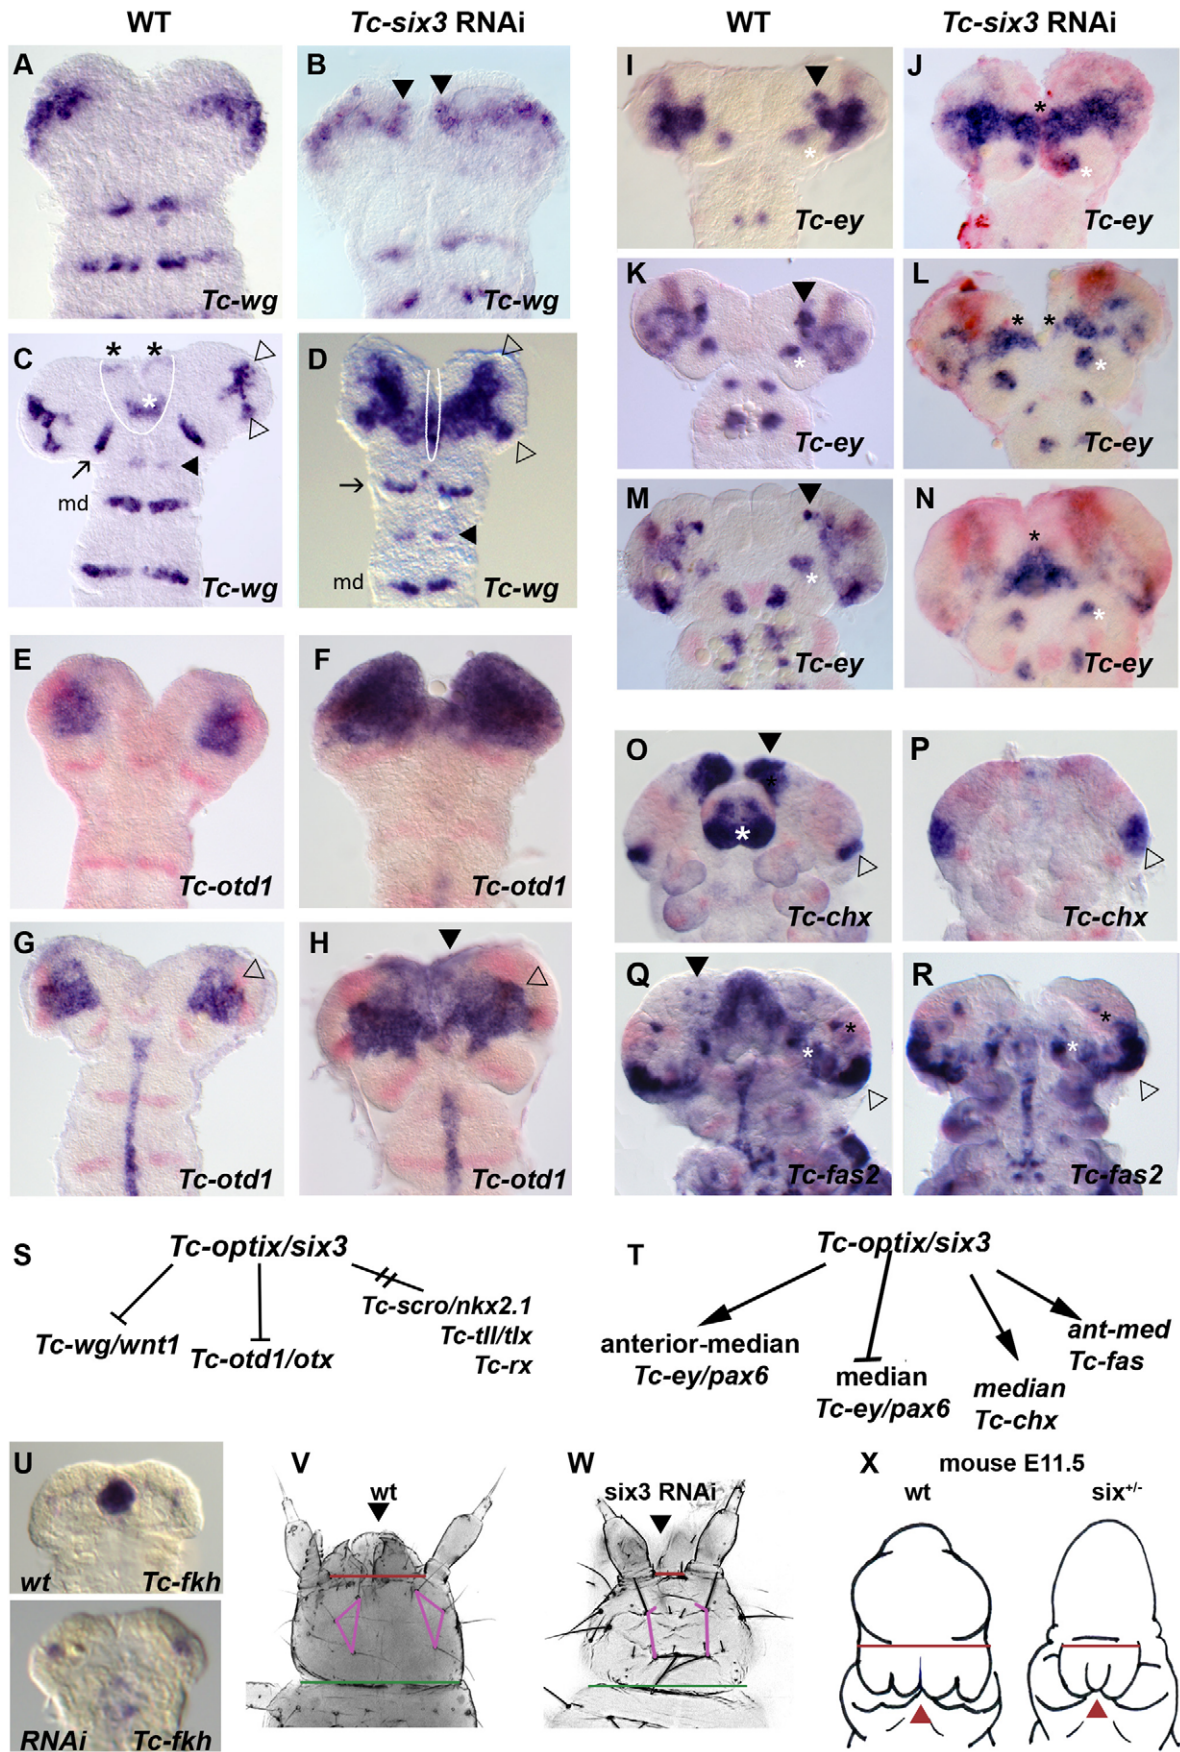 WT
Tc-six3 RNAi
WT
Tc-six3 RNAi
A
Tc-wg
B
Tc-wg
I
*
Tc-ey
J
*
*
Tc-ey
C
* *
*
md
Tc-wg
D
md
Tc-wg
K
*
Tc-ey
L
* *
*
Tc-ey
M
*
Tc-ey
N
*
*
Tc-ey
E
Tc-otd1
F
Tc-otd1
O
*
*
Tc-chx
P
Tc-chx
G
Tc-otd1
H
Tc-otd1
Q
*
*
Tc-fas2
R
*
*
Tc-fas2
S
Tc-optix/six3
Tc-wg/wnt1
Tc-otd1/otx
Tc-scro/nkx2.1
Tc-tll/tlx
Tc-rx
T
Tc-optix/six3
anterior-median
Tc-ey/pax6
median
Tc-ey/pax6
median
Tc-chx
ant-med
Tc-fas
U
wt
Tc-fkh
RNAi
Tc-fkh
V
wt
W
six3 RNAi
X
mouse E11.5
wt
six+/-